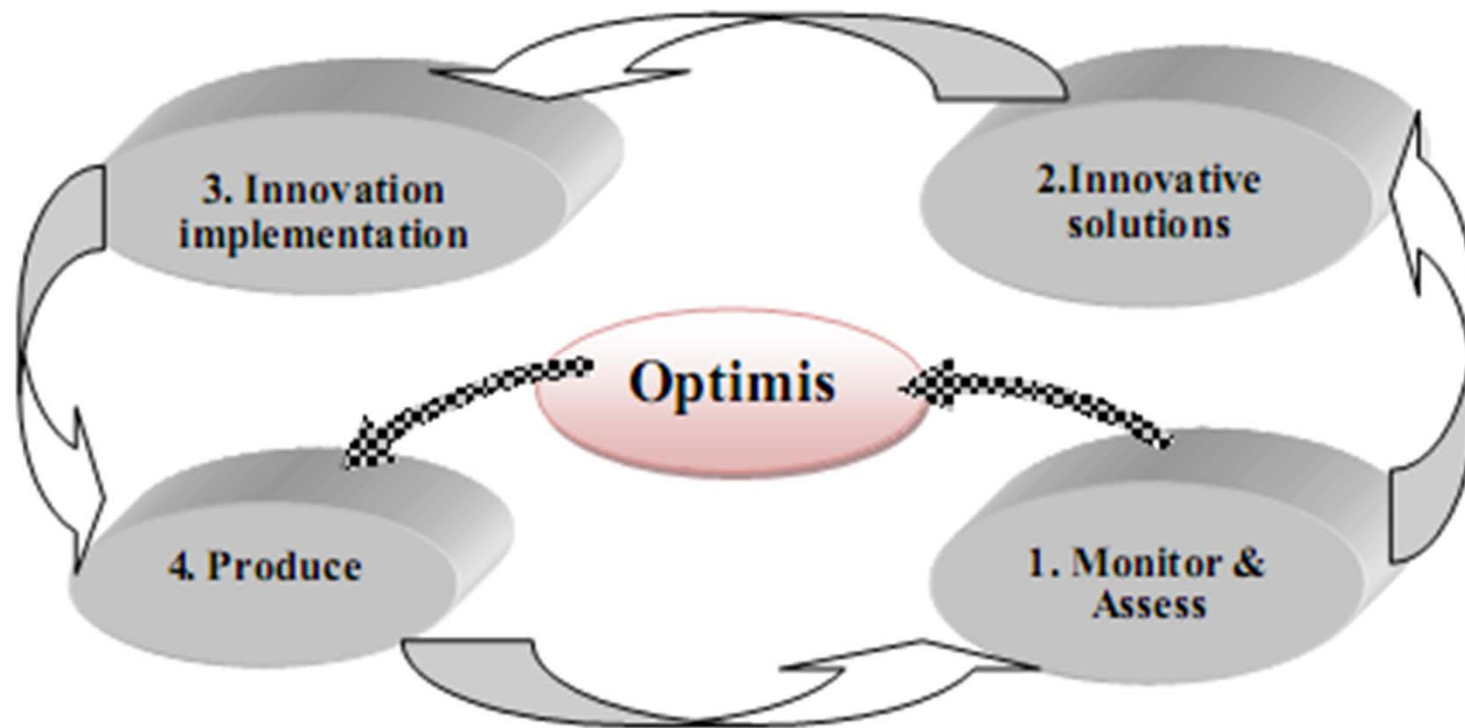 3. Innovation
implementation
2.Innovative
solutions
Optimis
4. Produce
1. Monitor &
Assess